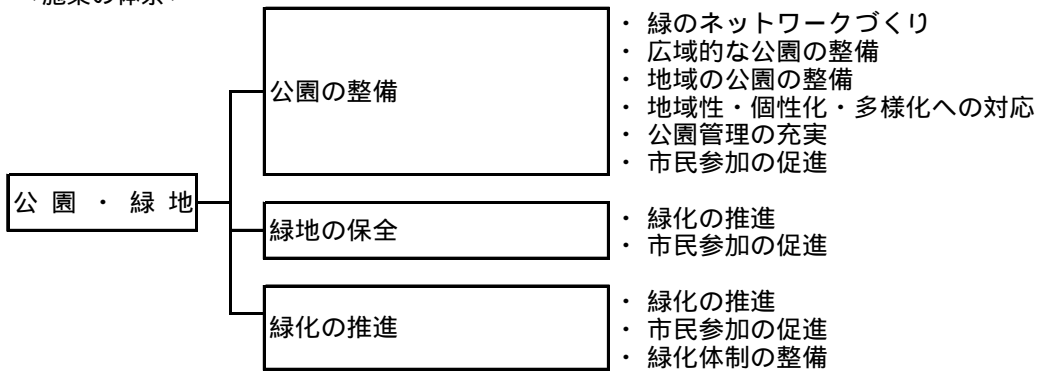 公園・緑地
公園の整備
・ 緑のネットワークづくり
・ 広域的な公園の整備
・ 地域の公園の整備
・ 地域性・個性化・多様化への対応
・ 公園管理の充実
・ 市民参加の促進
緑地の保全
・ 緑化の推進
・ 市民参加の促進
緑化の推進
・ 緑化の推進
・ 市民参加の促進
・ 緑化体制の整備